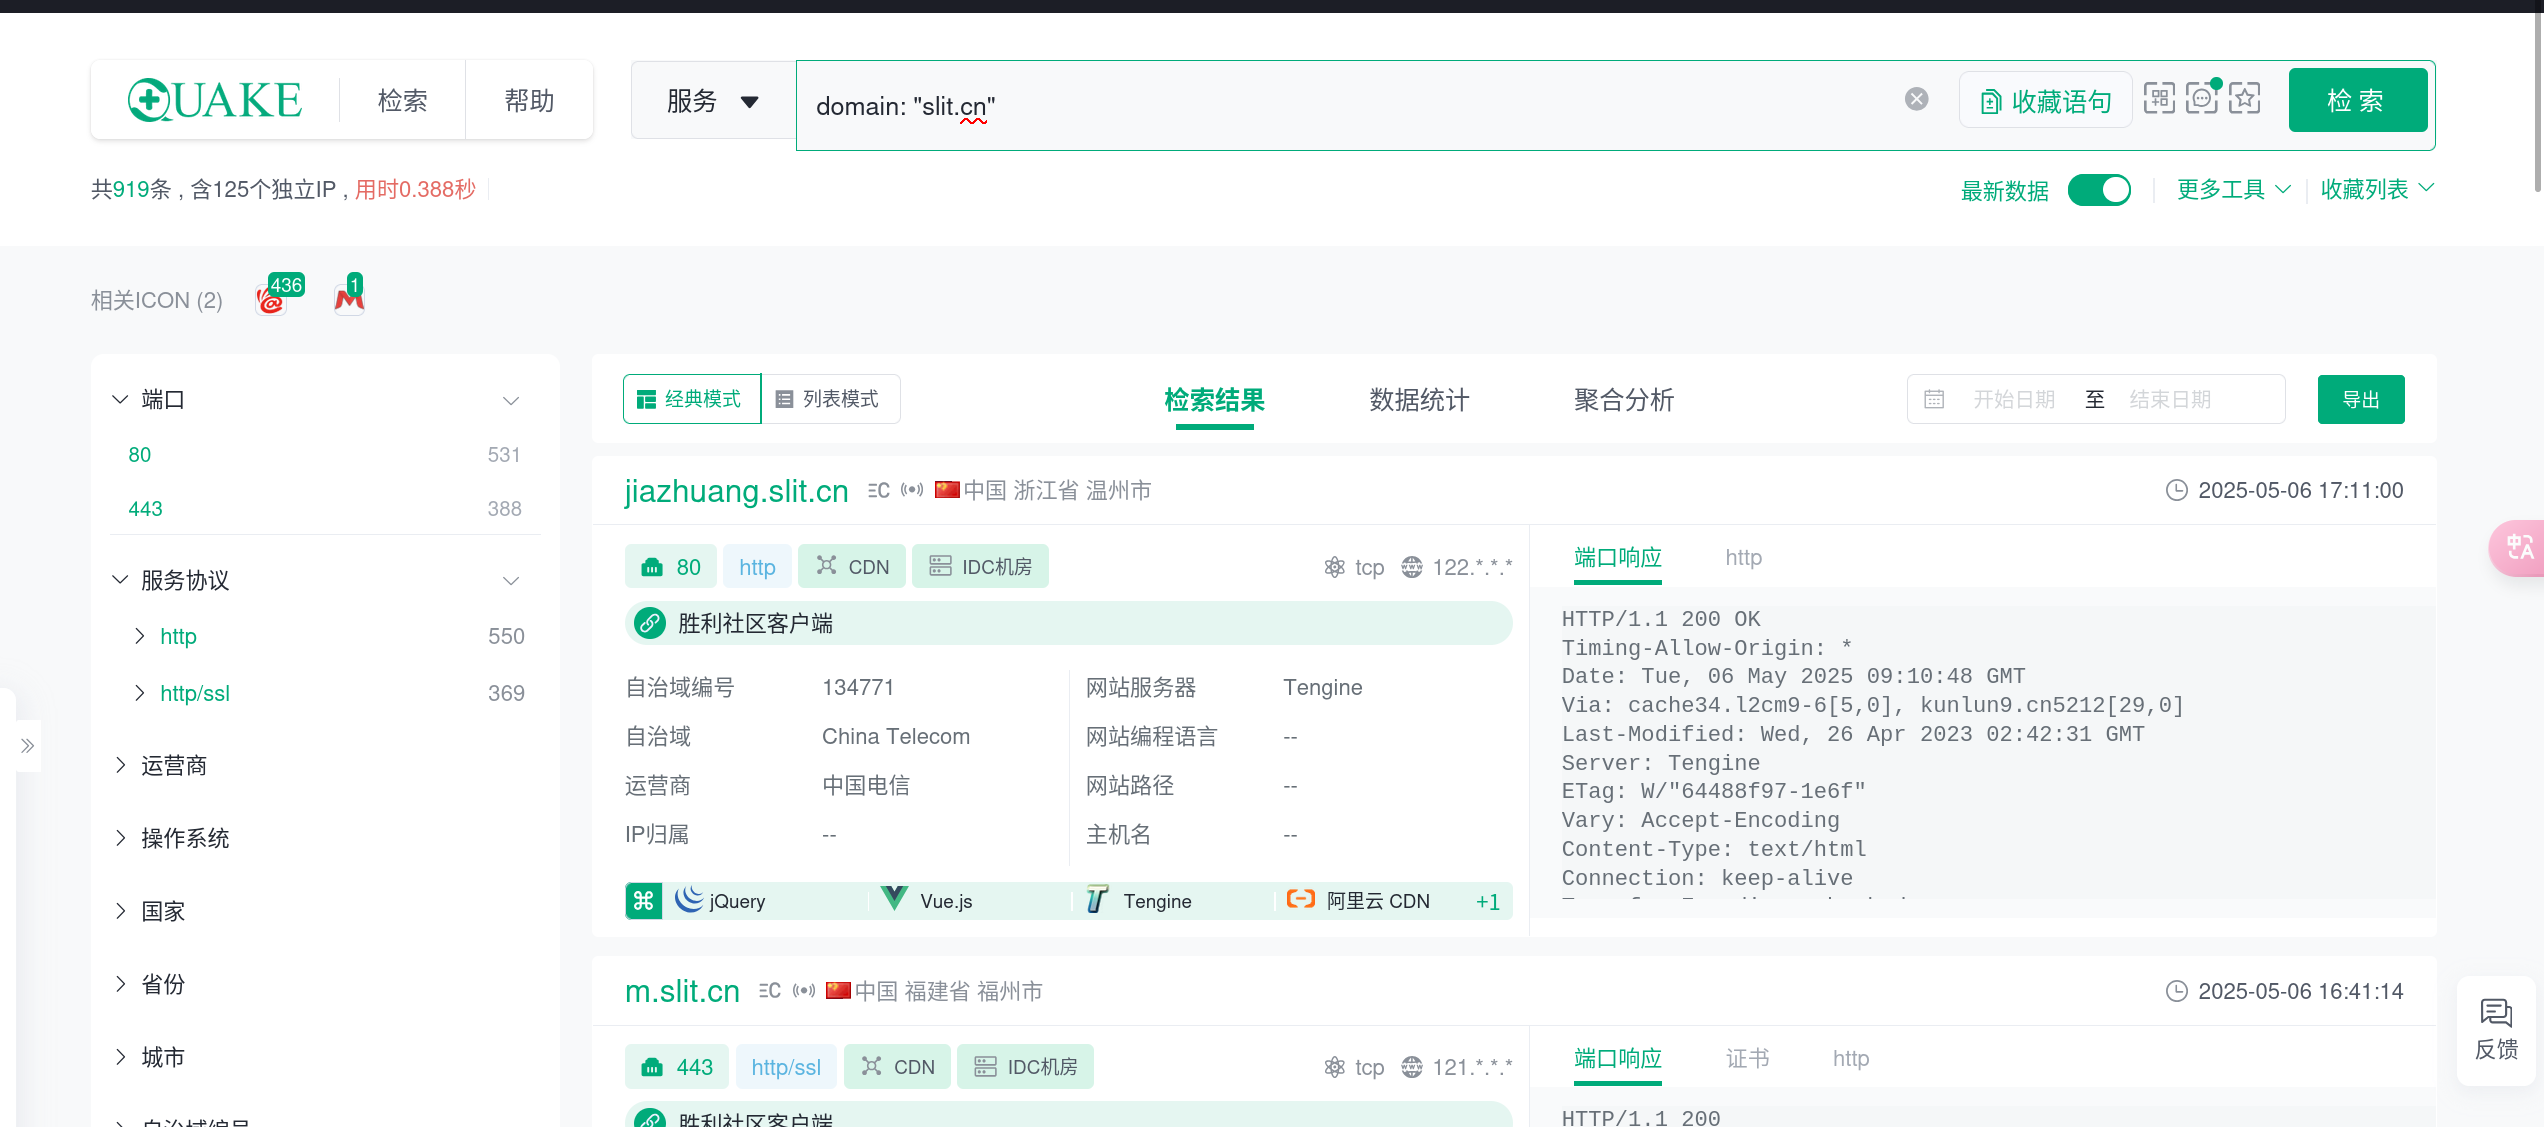 QUAKE
检索
帮助
服务
domain: "slit.cn"
收藏语句
检 索
共919条 , 含125个独立IP , 用时0.388秒
最新数据
更多工具
收藏列表
相关ICON (2)
436
1
端口
80 531
443 388
服务协议
http 550
http/ssl 369
运营商
操作系统
国家
省份
城市
自治域编号
经典模式
列表模式
检索结果
数据统计
聚合分析
开始日期 至 结束日期
导出
jiazhuang.slit.cn
中国 浙江省 温州市
2025-05-06 17:11:00
80
http
CDN
IDC机房
tcp
122.*.*.*
胜利社区客户端
自治域编号 134771
自治域 China Telecom
运营商 中国电信
IP归属 --
网站服务器 Tengine
网站编程语言 --
网站路径 --
主机名 --
jQuery
Vue.js
Tengine
阿里云 CDN
+1
端口响应
http
HTTP/1.1 200 OK
Timing-Allow-Origin: *
Date: Tue, 06 May 2025 09:10:48 GMT
Via: cache34.l2cm9-6[5,0], kunlun9.cn5212[29,0]
Last-Modified: Wed, 26 Apr 2023 02:42:31 GMT
Server: Tengine
ETag: W/"64488f97-1e6f"
Vary: Accept-Encoding
Content-Type: text/html
Connection: keep-alive
m.slit.cn
中国 福建省 福州市
2025-05-06 16:41:14
443
http/ssl
CDN
IDC机房
tcp
121.*.*.*
胜利社区客户端
端口响应
证书
http
HTTP/1.1 200
反馈